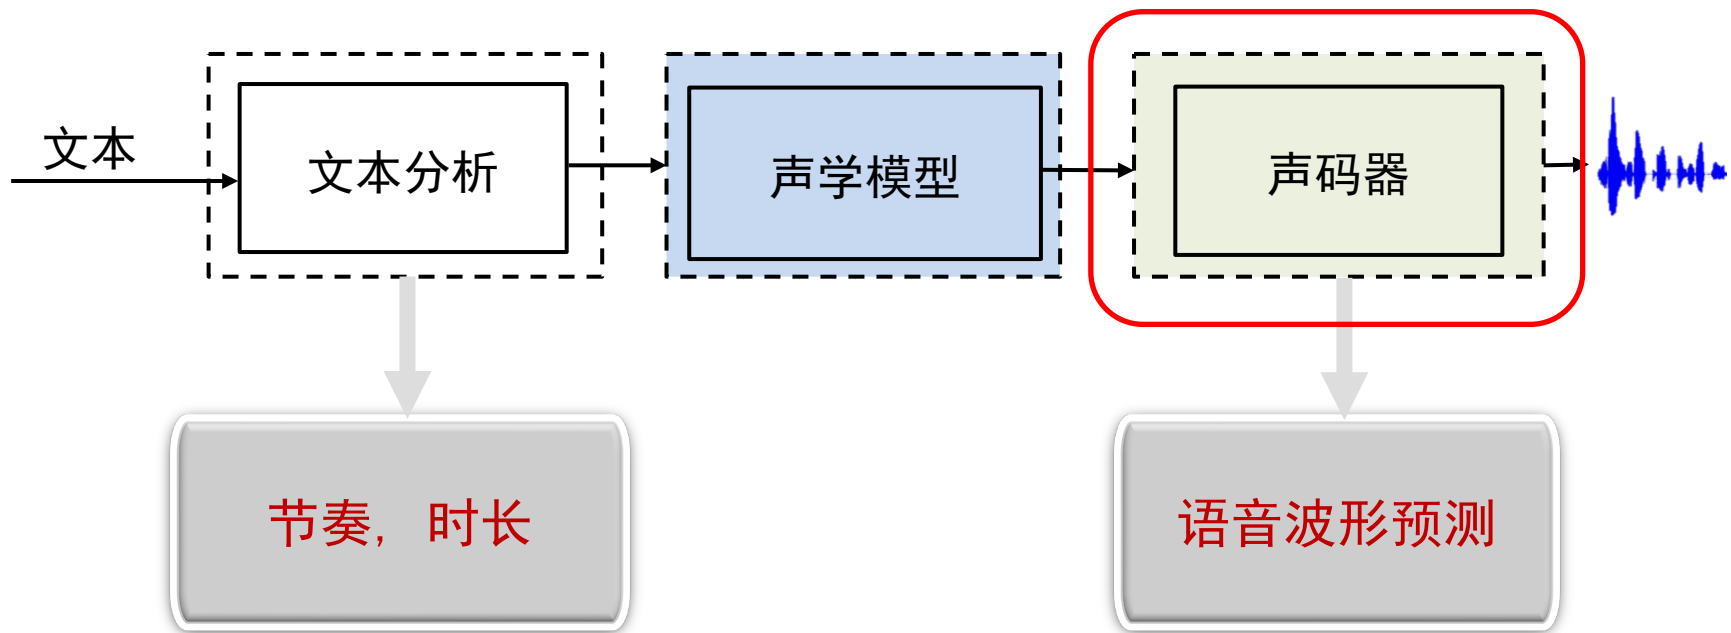 文本
文本分析
声学模型
声码器
节奏，时长
语音波形预测